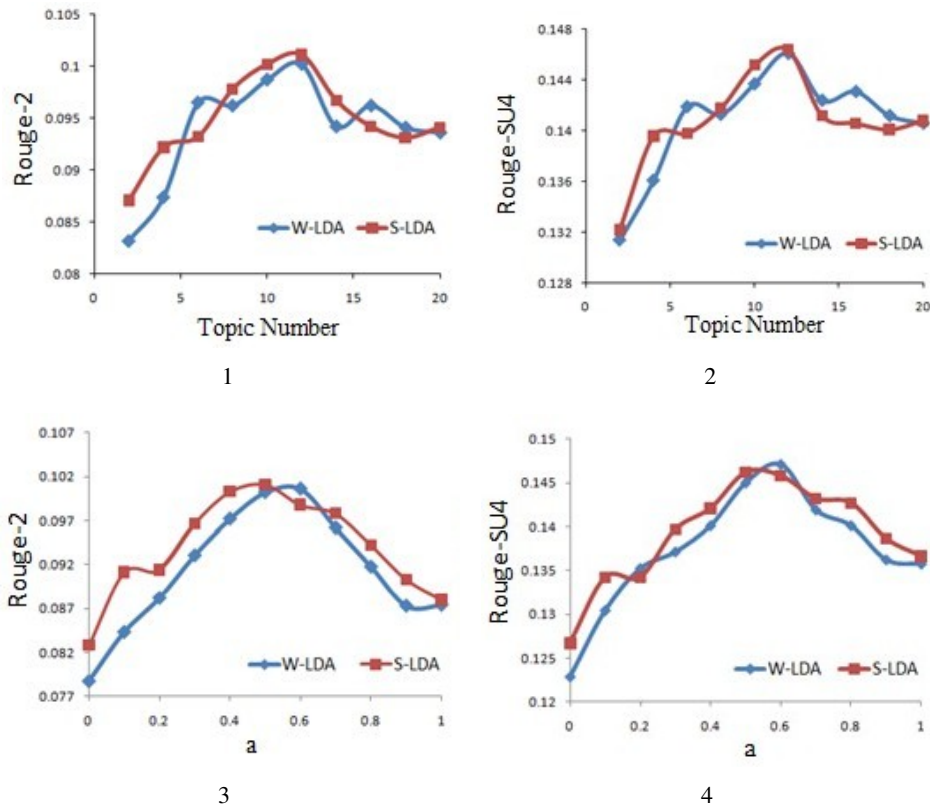 0.105
0.1
0.095
0.09
0.085
0.08
Rouge-2
W-LDA S-LDA
0 5 10 15 20
Topic Number
1
0.148
0.144
0.14
0.136
0.132
0.128
Rouge-SU4
W-LDA S-LDA
0 5 10 15 20
Topic Number
2
0.107
0.102
0.097
0.092
0.087
0.082
0.077
Rouge-2
W-LDA S-LDA
0 0.2 0.4 0.6 0.8 1
a
3
0.15
0.145
0.14
0.135
0.13
0.125
0.12
Rouge-SU4
W-LDA S-LDA
0 0.2 0.4 0.6 0.8 1
a
4